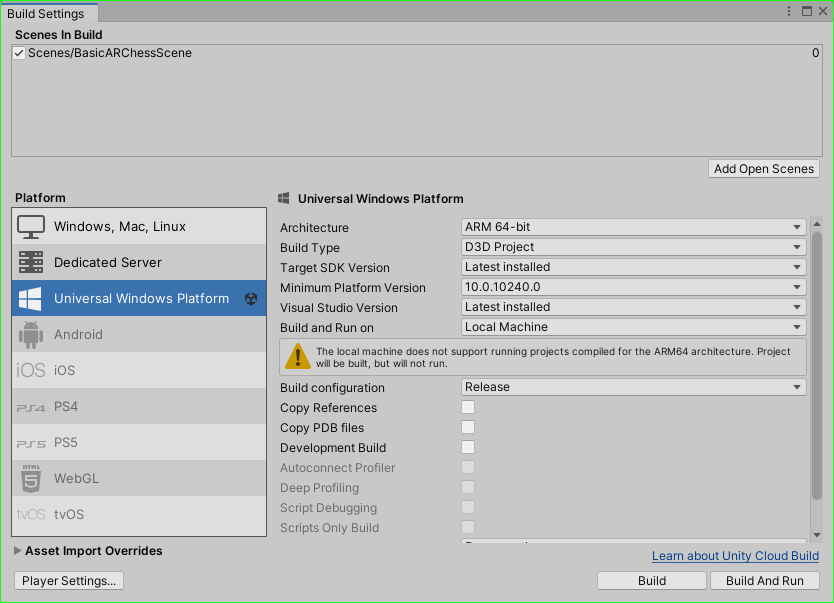 Build Settings
Scenes In Build
Scenes/BasicARChessScene 0
Add Open Scenes
Platform
Windows, Mac, Linux
Dedicated Server
Universal Windows Platform
Android
iOS iOS
PS4 PS4
PS5 PS5
HTML 5 WebGL
tvOS tvOS
Universal Windows Platform
Architecture ARM 64-bit
Build Type D3D Project
Target SDK Version Latest installed
Minimum Platform Version 10.0.10240.0
Visual Studio Version Latest installed
Build and Run on Local Machine
The local machine does not support running projects compiled for the ARM64 architecture. Project
will be built, but will not run.
Build configuration Release
Copy References
Copy PDB files
Development Build
Autoconnect Profiler
Deep Profiling
Script Debugging
Scripts Only Build
Asset Import Overrides
Learn about Unity Cloud Build
Player Settings...
Build
Build And Run